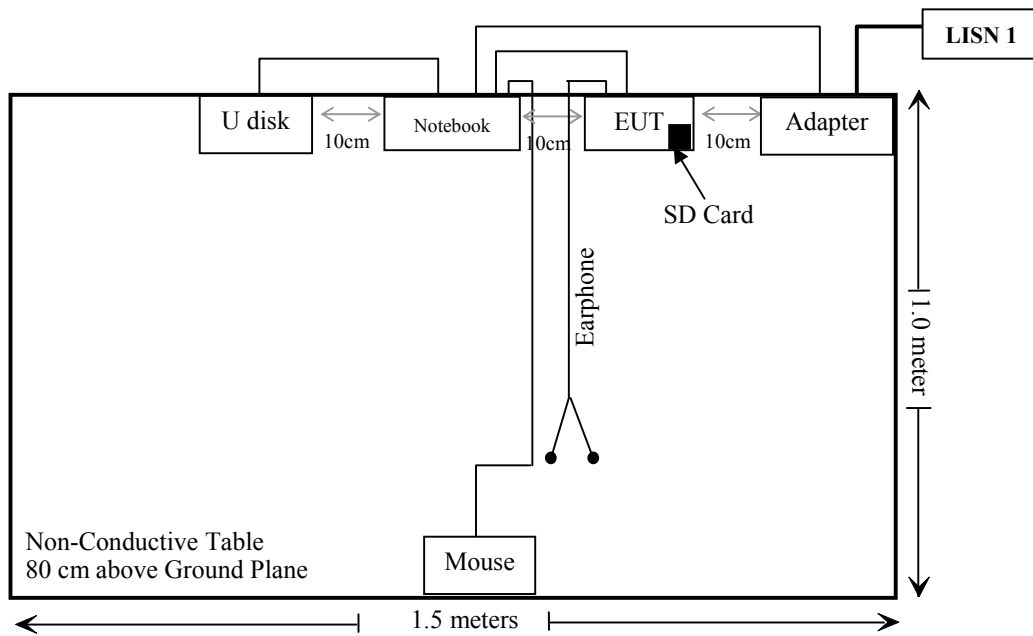 LISN 1
U disk
Notebook
EUT
Adapter
10cm
10cm
10cm
SD Card
Earphone
1.0 meter
Non-Conductive Table
80 cm above Ground Plane
Mouse
1.5 meters